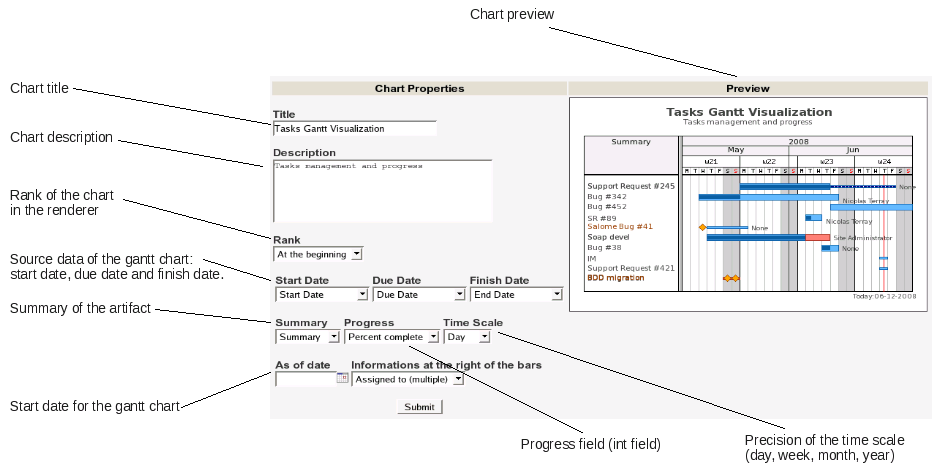 Chart preview
Chart title
Chart description
Rank of the chart
in the renderer
Source data of the gantt chart:
start date, due date and finish date.
Summary of the artifact
Start date for the gantt chart
Chart Properties
Title
Tasks Gantt Visualization
Description
Tasks management and progress
Rank
At the beginning
Start Date Due Date Finish Date
Start Date Due Date End Date
Summary Progress Time Scale
Summary Percent complete Day
As of date Informations at the right of the bars
Assigned to (multiple)
Submit
Preview
Tasks Gantt Visualization
Tasks management and progress
Summary 2008
May Jun
w21 w22 w23 w24
M T W T F S S M T W T F S S M T W T F S S M T W T F S
Support Request #245 None
Bug #342 Nicolas Terray
Bug #452
SR #89 Nicolas Terray
Salome Bug #41 None
Soap devel Site Administrator
Bug #38 None
IM
Support Request #421
BDD migration
Today:06-12-2008
Progress field (int field)
Precision of the time scale
(day, week, month, year)